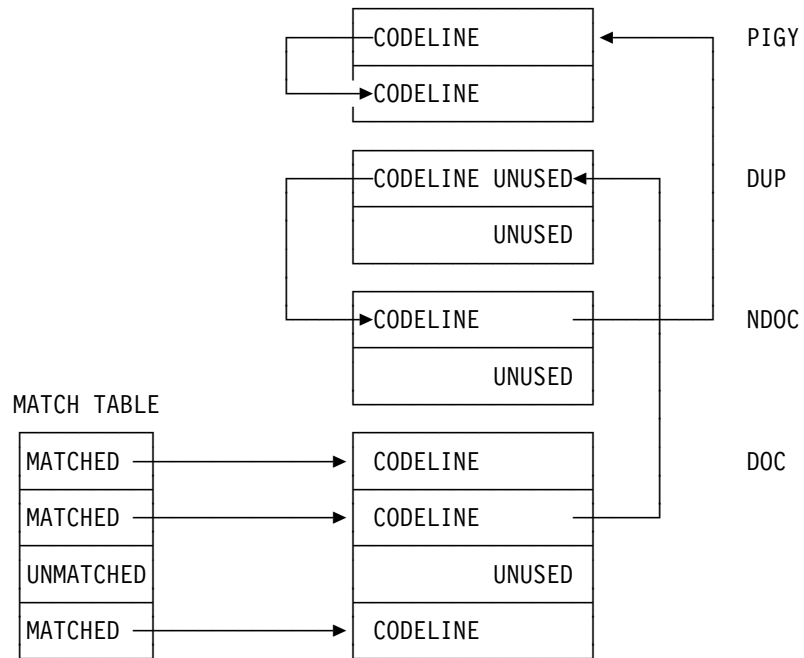 CODELINE PIGY
CODELINE
CODELINE UNUSED DUP
UNUSED
CODELINE NDOC
UNUSED
MATCH TABLE
MATCHED CODELINE DOC
MATCHED CODELINE
UNMATCHED UNUSED
MATCHED CODELINE